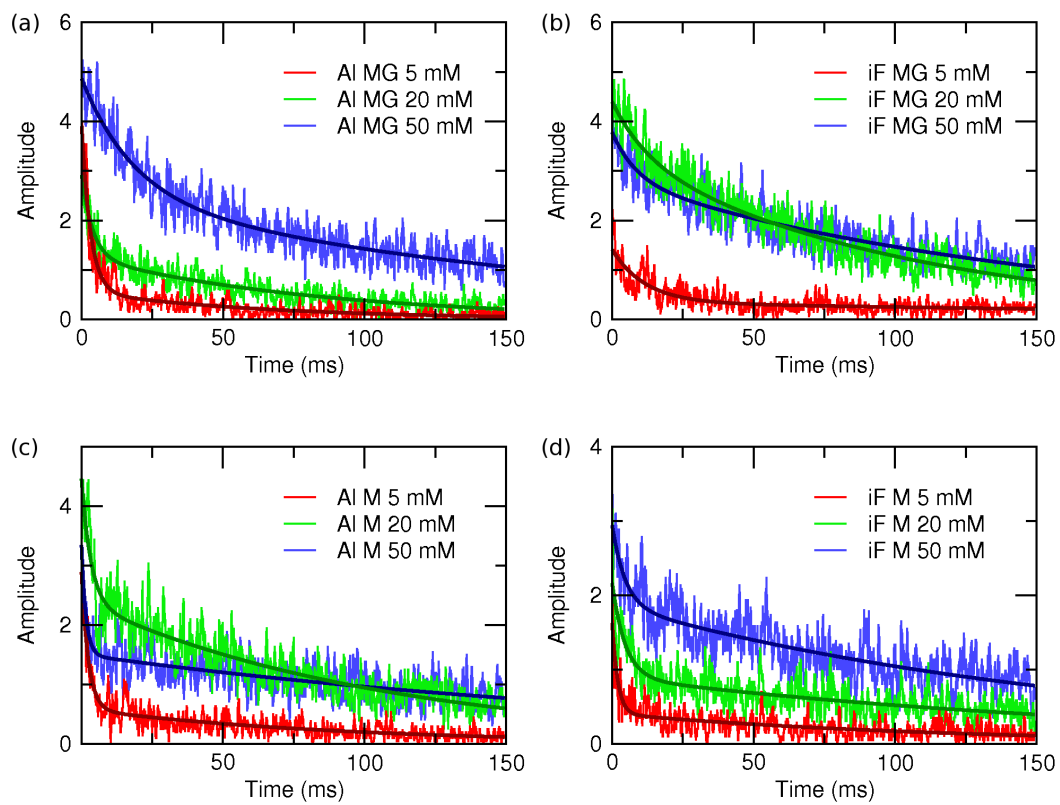 (a)
6
4
2
0
Amplitude
Al MG 5 mM
Al MG 20 mM
Al MG 50 mM
0 50 100 150
Time (ms)
(b)
6
4
2
0
Amplitude
iF MG 5 mM
iF MG 20 mM
iF MG 50 mM
0 50 100 150
Time (ms)
(c)
4
2
0
Amplitude
Al M 5 mM
Al M 20 mM
Al M 50 mM
0 50 100 150
Time (ms)
(d)
4
2
0
Amplitude
iF M 5 mM
iF M 20 mM
iF M 50 mM
0 50 100 150
Time (ms)